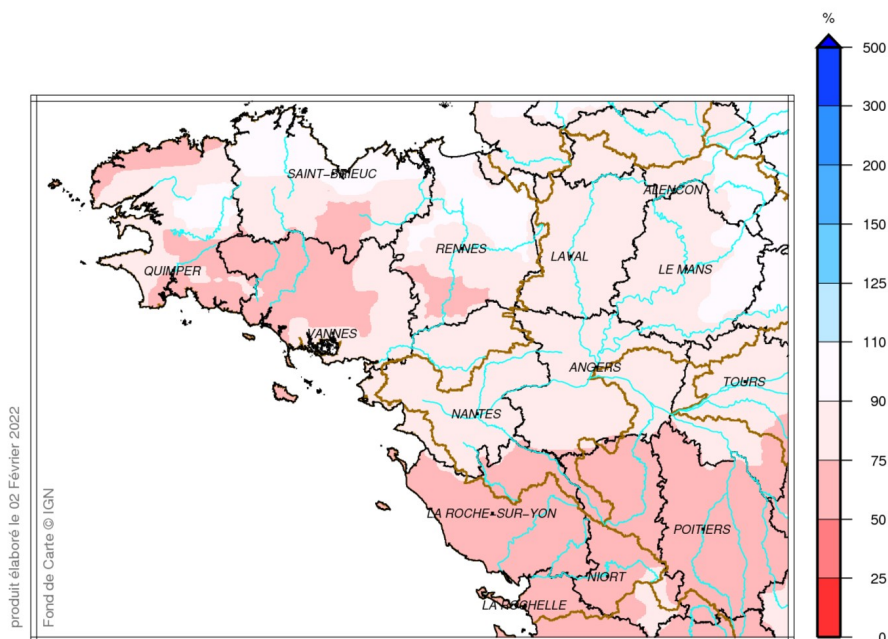 %
500
300
200
150
125
110
90
75
50
25
0
SAINT-BRIEUC
ALENCON
RENNES
LAVAL
LE MANS
QUIMPER
VANNES
ANGERS
TOURS
NANTES
LA ROCHE-SUR-YON
POITIERS
NIORT
LA ROCHELLE
produit élaboré le 02 Février 2022
Fond de Carte © IGN